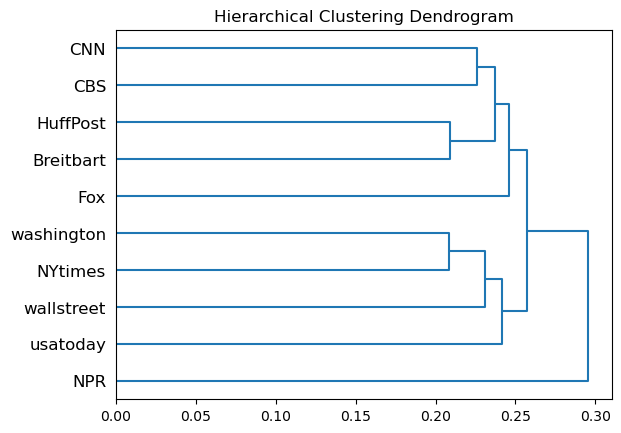 Hierarchical Clustering Dendrogram
CNN
CBS
HuffPost
Breitbart
Fox
washington
NYtimes
wallstreet
usatoday
NPR
0.00 0.05 0.10 0.15 0.20 0.25 0.30